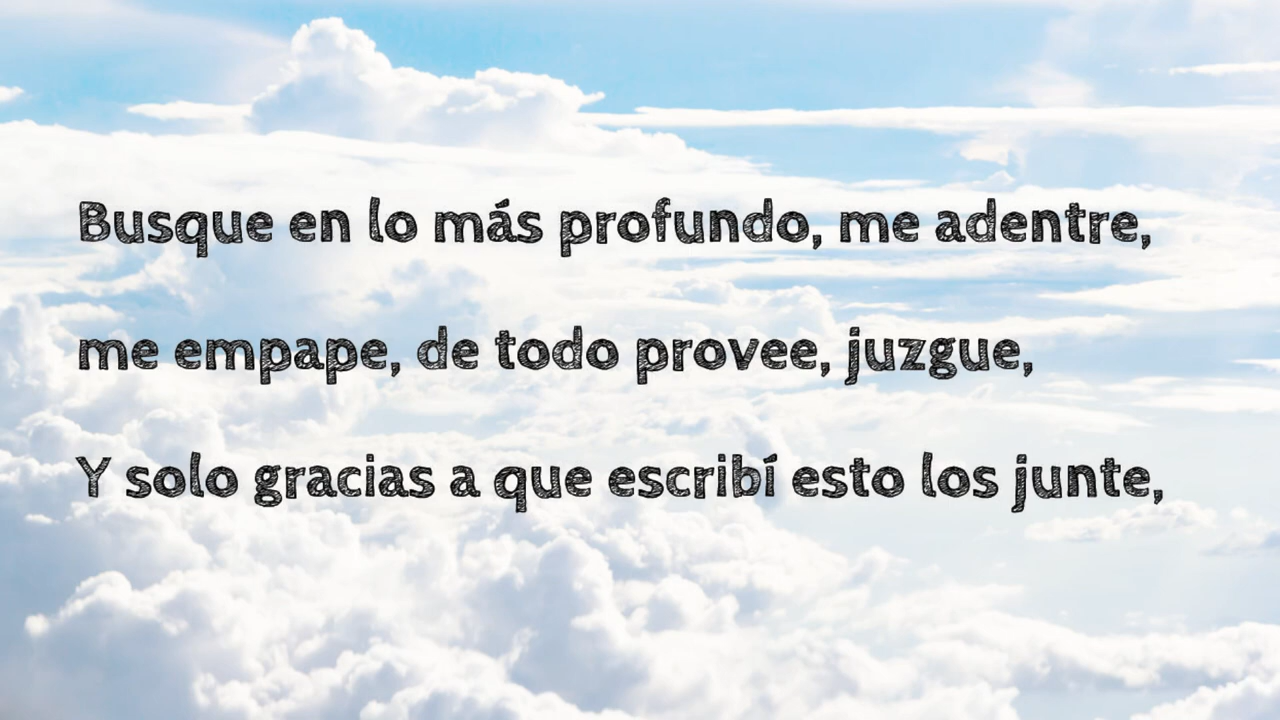 Busque en lo más profundo, me adentre,
me empape, de todo provee, juzgue,
Y solo gracias a que escribí esto los junte,